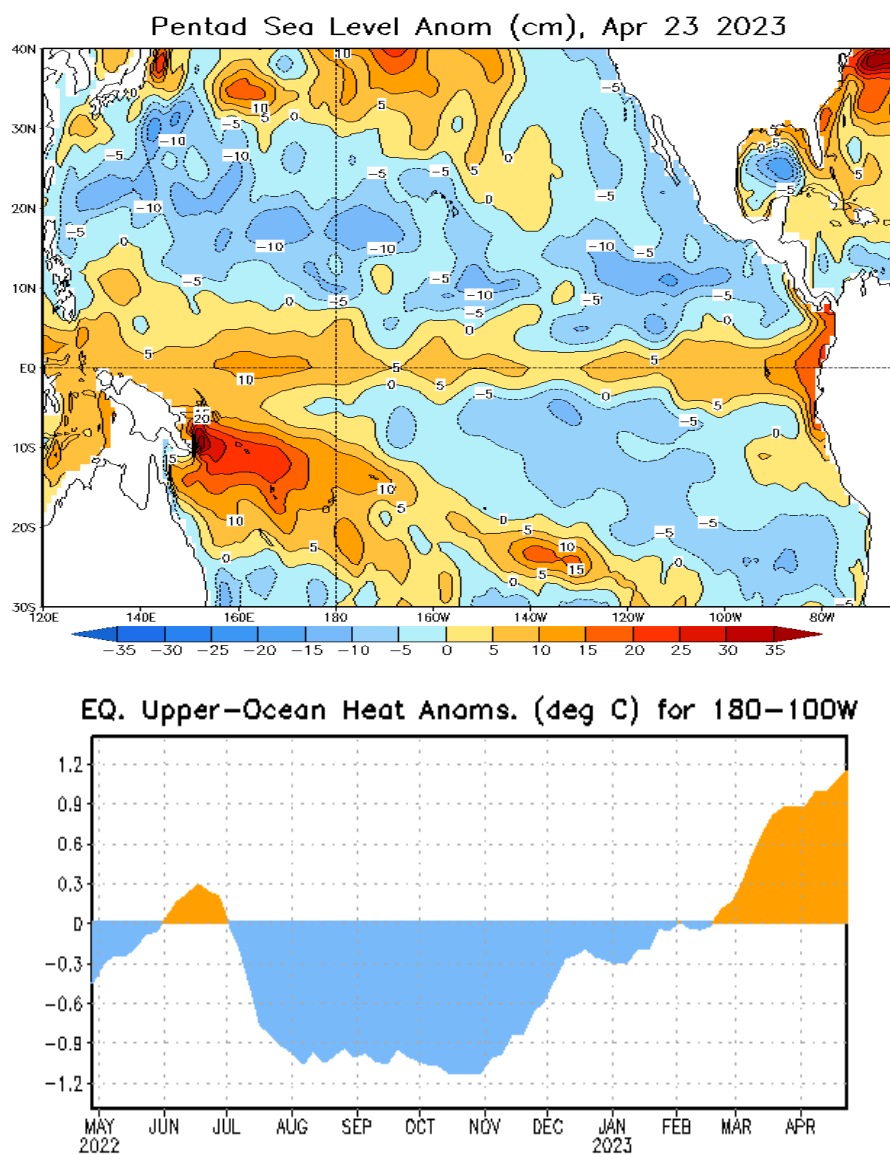 Pentad Sea Level Anom (cm), Apr 23 2023
40N
30N
20N
10N
EQ
10S
20S
30S
120E 140E 160E 180 160W 140W 120W 100W 80W
-35 -30 -25 -20 -15 -10 -5 0 5 10 15 20 25 30 35
EQ. Upper-Ocean Heat Anoms. (deg C) for 180-100W
1.2
0.9
0.6
0.3
0
-0.3
-0.6
-0.9
-1.2
MAY JUN JUL AUG SEP OCT NOV DEC JAN FEB MAR APR
2022 2023